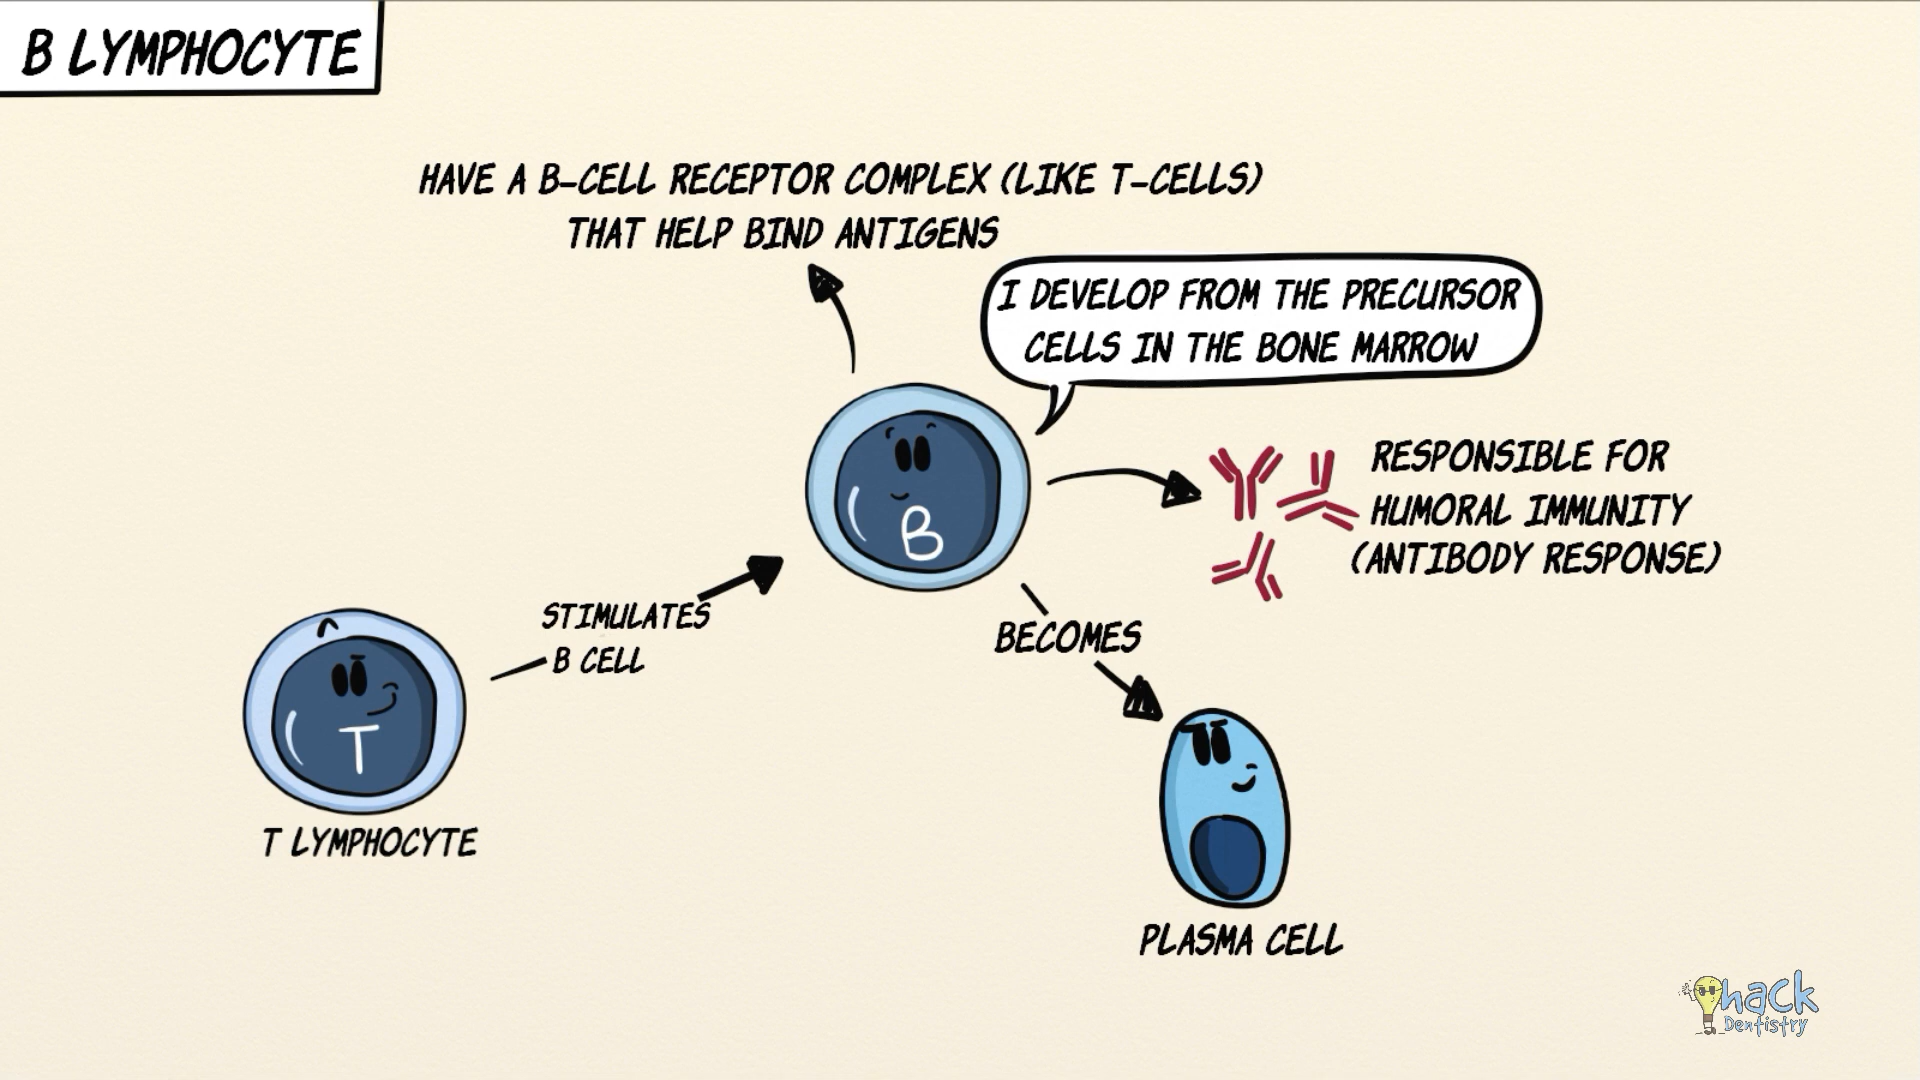 B LYMPHOCYTE
HAVE A B-CELL RECEPTOR COMPLEX (LIKE T-CELLS)
THAT HELP BIND ANTIGENS
I DEVELOP FROM THE PRECURSOR
CELLS IN THE BONE MARROW
B
RESPONSIBLE FOR
HUMORAL IMMUNITY
(ANTIBODY RESPONSE)
STIMULATES
B CELL
BECOMES
T
T LYMPHOCYTE
PLASMA CELL
hack
Dentistry